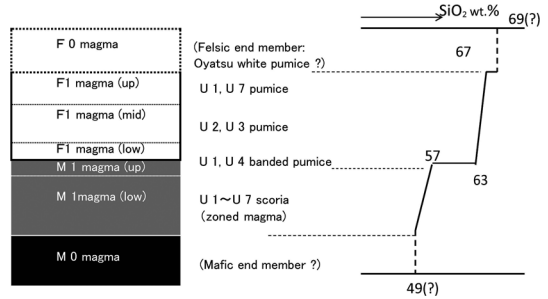 SiO₂ wt.%
69(?)
F 0 magma
(Felsic end member:
Oyatsu white pumice ?)
67
F1 magma (up)
U 1, U 7 pumice
F1 magma (mid)
U 2, U 3 pumice
F1 magma (low)
M 1 magma (up)
U 1, U 4 banded pumice
57
63
M 1magma (low)
U 1～U 7 scoria
(zoned magma)
M 0 magma
(Mafic end member ?)
49(?)